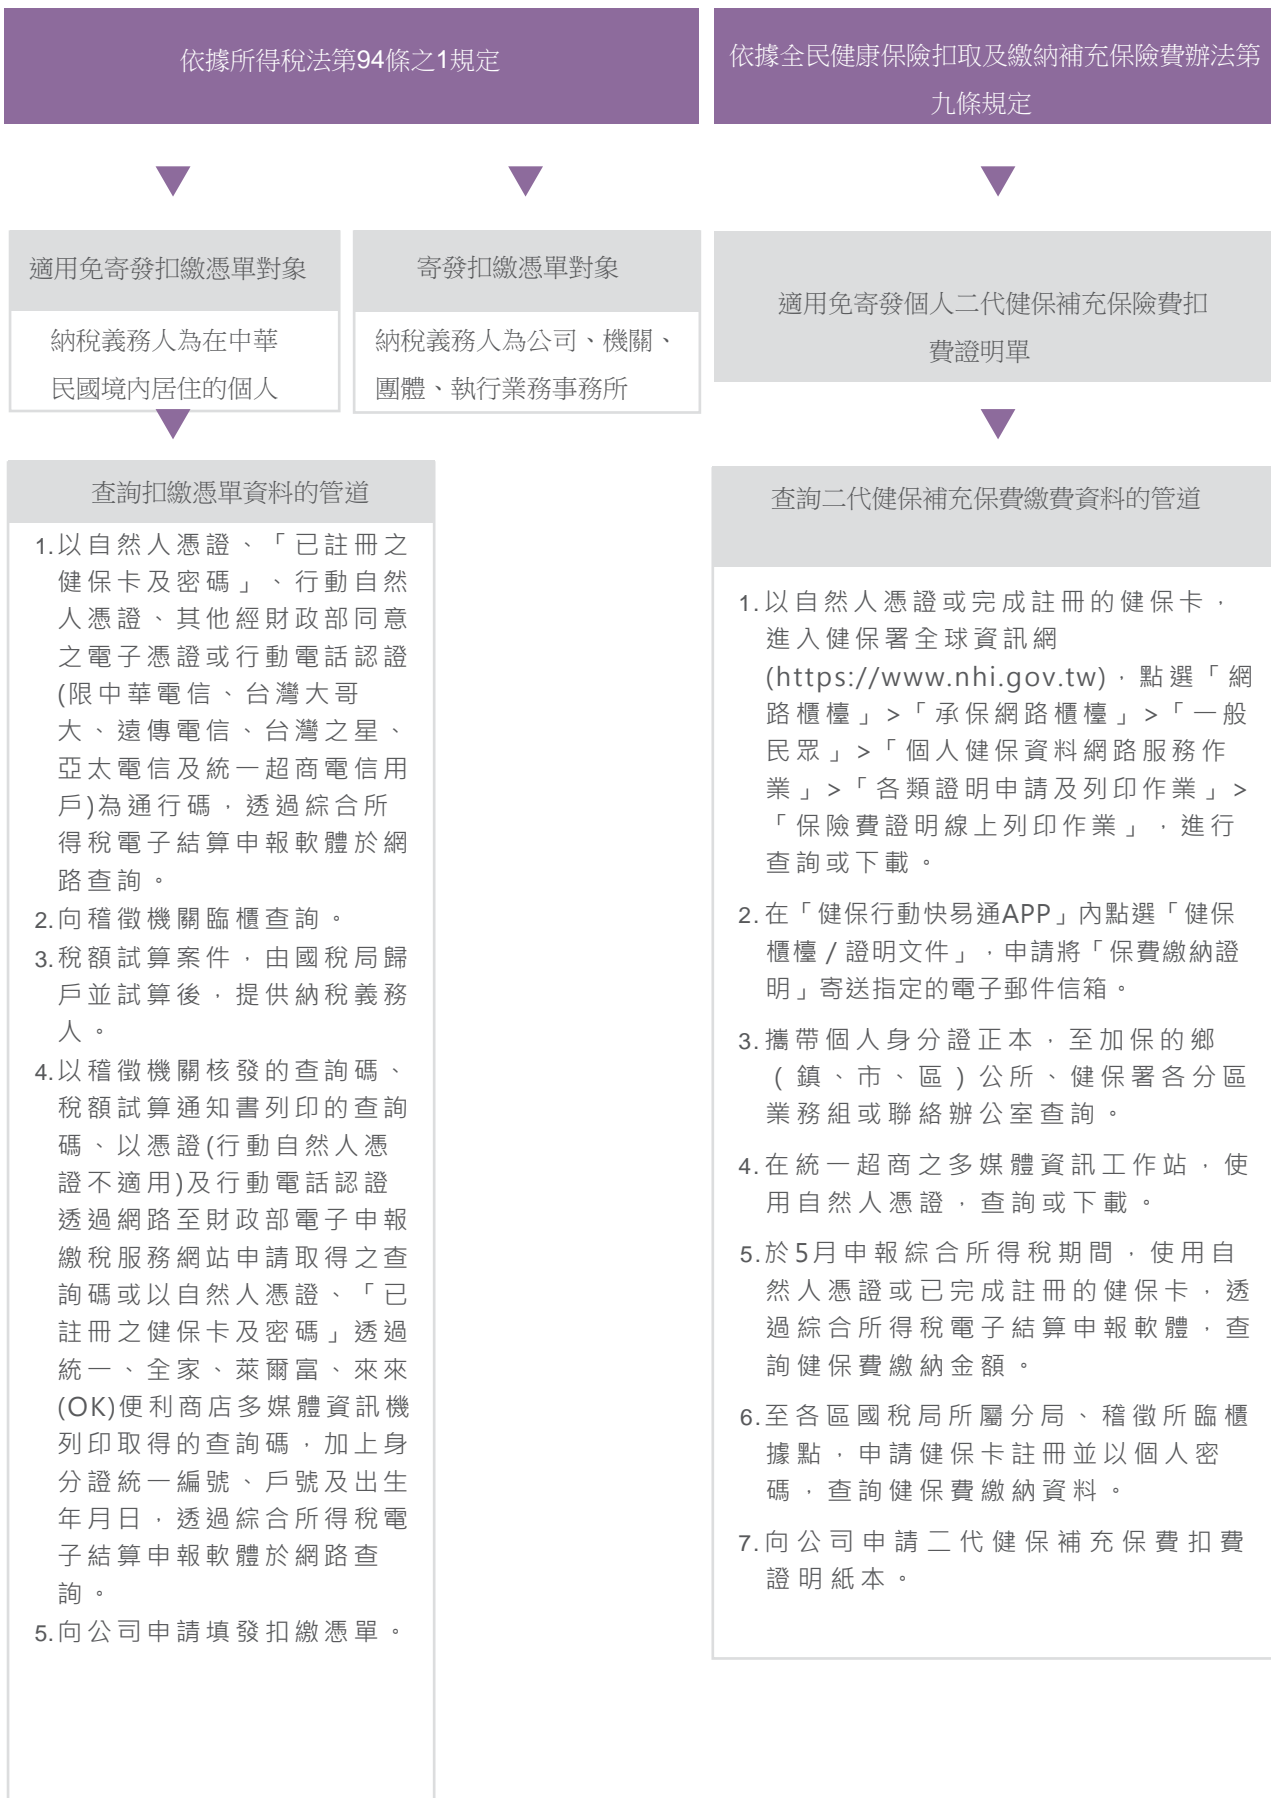 依據所得稅法第94條之1規定
適用免寄發扣繳憑單對象
納稅義務人為在中華
民國境內居住的個人
寄發扣繳憑單對象
納稅義務人為公司、機關、
團體、執行業務事務所
查詢扣繳憑單資料的管道
1.以自然人憑證、「已註冊之
健保卡及密碼」、行動自然
人憑證、其他經財政部同意
之電子憑證或行動電話認證
(限中華電信、台灣大哥
大、遠傳電信、台灣之星、
亞太電信及統一超商電信用
戶)為通行碼，透過綜合所
得稅電子結算申報軟體於網
路查詢。
2.向稽徵機關臨櫃查詢。
3.稅額試算案件，由國稅局歸
戶並試算後，提供納稅義務
人。
4.以稽徵機關核發的查詢碼、
稅額試算通知書列印的查詢
碼、以憑證(行動自然人憑
證不適用)及行動電話認證
透過網路至財政部電子申報
繳稅服務網站申請取得之查
詢碼或以自然人憑證、「已
註冊之健保卡及密碼」透過
統一、全家、萊爾富、來來
(OK)便利商店多媒體資訊機
列印取得的查詢碼，加上身
分證統一編號、戶號及出生
年月日，透過綜合所得稅電
子結算申報軟體於網路查
詢。
5.向公司申請填發扣繳憑單。
依據全民健康保險扣取及繳納補充保險費辦法第
九條規定
適用免寄發個人二代健保補充保險費扣
費證明單
查詢二代健保補充保費繳費資料的管道
1.以自然人憑證或完成註冊的健保卡，
進入健保署全球資訊網
(https://www.nhi.gov.tw)，點選「網
路櫃檯」>「承保網路櫃檯」>「一般
民眾」>「個人健保資料網路服務作
業」>「各類證明申請及列印作業」>
「保險費證明線上列印作業」，進行
查詢或下載。
2.在「健保行動快易通APP」內點選「健保
櫃檯/證明文件」，申請將「保費繳納證
明」寄送指定的電子郵件信箱。
3.攜帶個人身分證正本，至加保的鄉
(鎮、市、區)公所、健保署各分區
業務組或聯絡辦公室查詢。
4.在統一超商之多媒體資訊工作站，使
用自然人憑證，查詢或下載。
5.於5月申報綜合所得稅期間，使用自
然人憑證或已完成註冊的健保卡，透
過綜合所得稅電子結算申報軟體，查
詢健保費繳納金額。
6.至各區國稅局所屬分局、稽徵所臨櫃
據點，申請健保卡註冊並以個人密
碼，查詢健保費繳納資料。
7.向公司申請二代健保補充保費扣費
證明紙本。